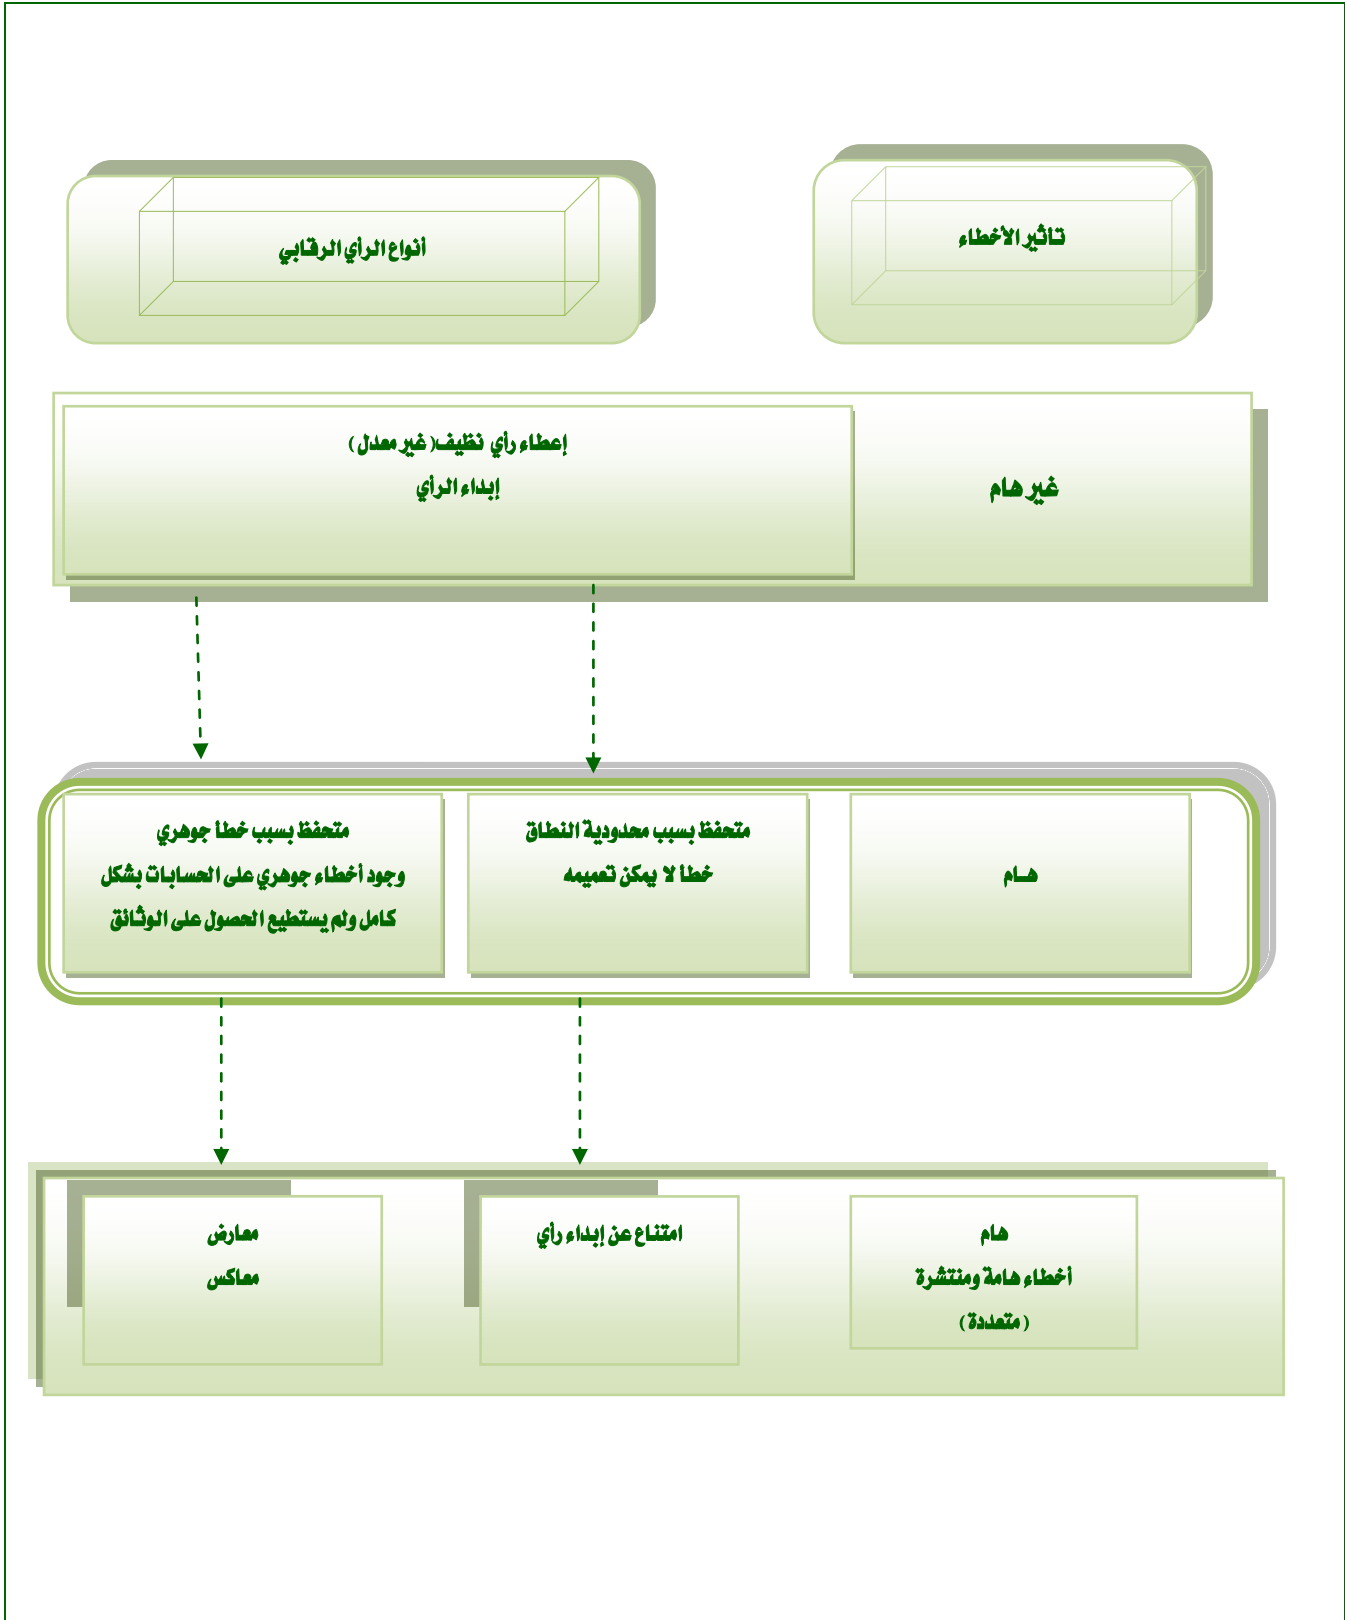 تاثير الأخطاء
أنواع الرأي الرقابي
غير هام
إعطاء رأي نظيف( غير معدل )
إبداء الرأي
هــام
متحفظ بسبب محدودية النطاق
خطأ لا يمكن تعميمه
متحفظ بسبب خطأ جوهري
وجود أخطاء جوهري على الحسابات بشكل
كامل ولم يستطيع الحصول على الوثائق
هام
أخطاء هامة ومنتشرة
( متعددة )
امتناع عن إبداء رأي
معارض
معاكس